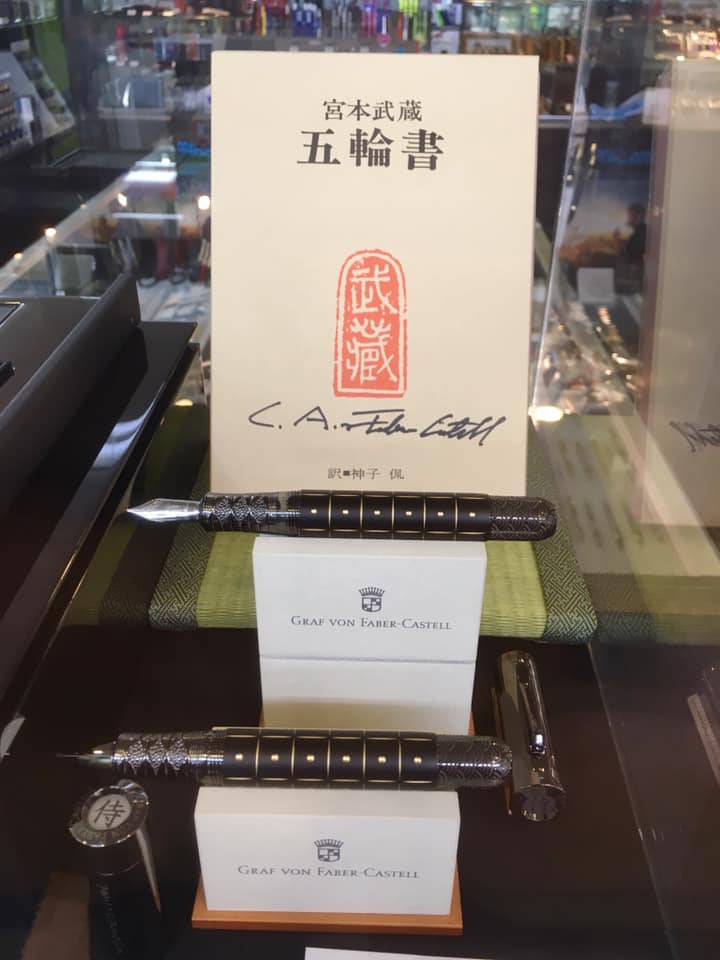 宮本武蔵
五輪書
武藏
C. A. v. Faber-Castell
訳■神子 侃
GRAF VON FABER-CASTELL
GRAF VON FABER-CASTELL
侍